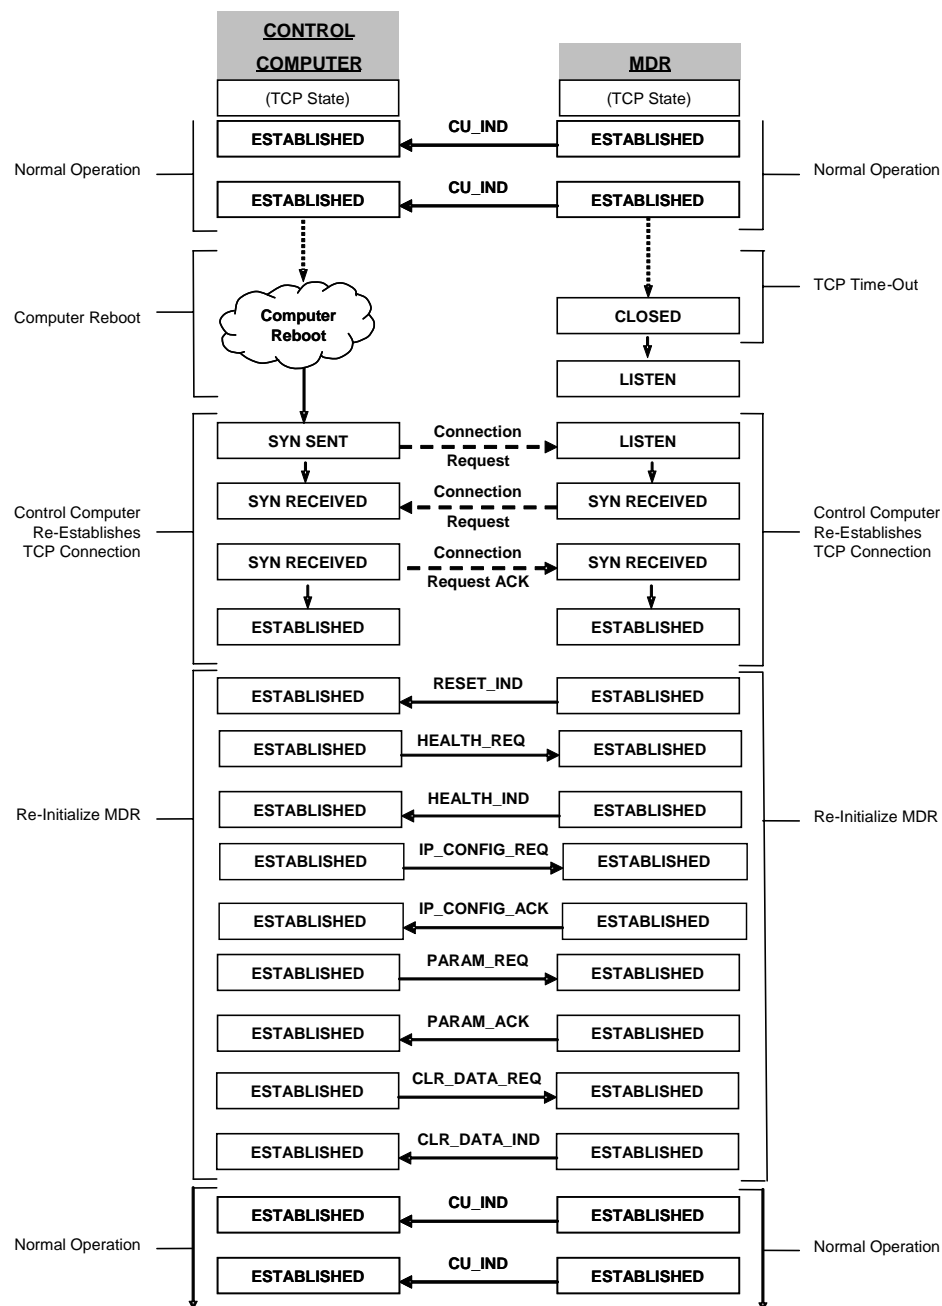 CONTROL
COMPUTER
MDR
(TCP State)
(TCP State)
ESTABLISHED
CU_IND
ESTABLISHED
Normal Operation
Normal Operation
ESTABLISHED
CU_IND
ESTABLISHED
TCP Time-Out
Computer Reboot
Computer
Reboot
CLOSED
LISTEN
SYN SENT
Connection
Request
LISTEN
SYN RECEIVED
Connection
Request
SYN RECEIVED
Control Computer
Re-Establishes
TCP Connection
Control Computer
Re-Establishes
TCP Connection
SYN RECEIVED
Connection
Request ACK
SYN RECEIVED
ESTABLISHED
ESTABLISHED
ESTABLISHED
RESET_IND
ESTABLISHED
ESTABLISHED
HEALTH_REQ
ESTABLISHED
Re-Initialize MDR
ESTABLISHED
HEALTH_IND
ESTABLISHED
Re-Initialize MDR
ESTABLISHED
IP_CONFIG_REQ
ESTABLISHED
ESTABLISHED
IP_CONFIG_ACK
ESTABLISHED
ESTABLISHED
PARAM_REQ
ESTABLISHED
ESTABLISHED
PARAM_ACK
ESTABLISHED
ESTABLISHED
CLR_DATA_REQ
ESTABLISHED
ESTABLISHED
CLR_DATA_IND
ESTABLISHED
ESTABLISHED
CU_IND
ESTABLISHED
Normal Operation
Normal Operation
ESTABLISHED
CU_IND
ESTABLISHED